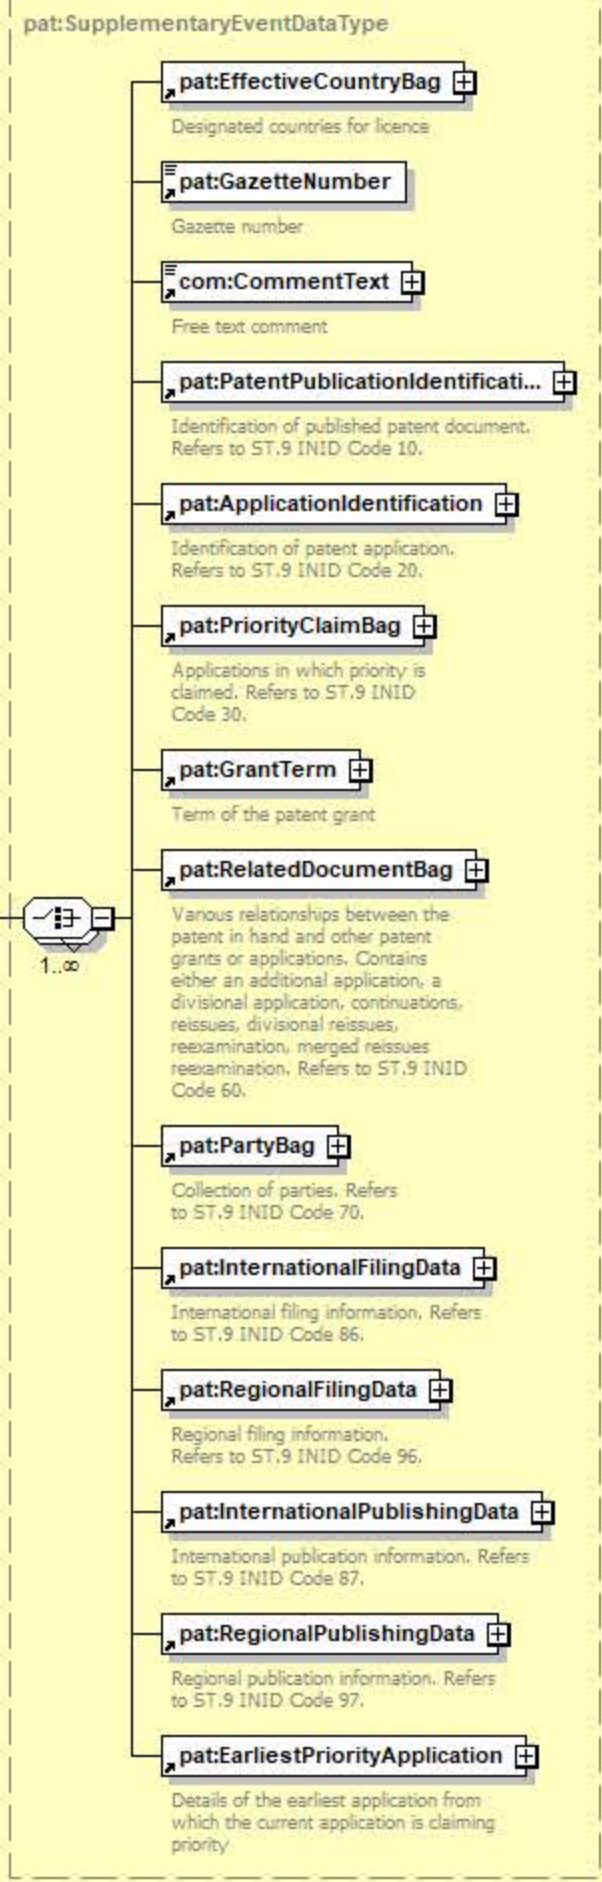 pat:SupplementaryEventDataType
pat:EffectiveCountryBag
Designated countries for licence
pat:GazetteNumber
Gazette number
com:CommentText
Free text comment
pat:PatentPublicationIdentificati...
Identification of published patent document.
Refers to ST.9 INID Code 10.
pat:ApplicationIdentification
Identification of patent application.
Refers to ST.9 INID Code 20.
pat:PriorityClaimBag
Applications in which priority is
claimed. Refers to ST.9 INID
Code 30.
pat:GrantTerm
Term of the patent grant
pat:RelatedDocumentBag
Various relationships between the
patent in hand and other patent
grants or applications. Contains
either an additional application, a
divisional application, continuations,
reissues, divisional reissues,
reexamination, merged reissues
reexamination. Refers to ST.9 INID
Code 60.
1..∞
pat:PartyBag
Collection of parties. Refers
to ST.9 INID Code 70.
pat:InternationalFilingData
International filing information. Refers
to ST.9 INID Code 86.
pat:RegionalFilingData
Regional filing information.
Refers to ST.9 INID Code 96.
pat:InternationalPublishingData
International publication information. Refers
to ST.9 INID Code 87.
pat:RegionalPublishingData
Regional publication information. Refers
to ST.9 INID Code 97.
pat:EarliestPriorityApplication
Details of the earliest application from
which the current application is claiming
priority